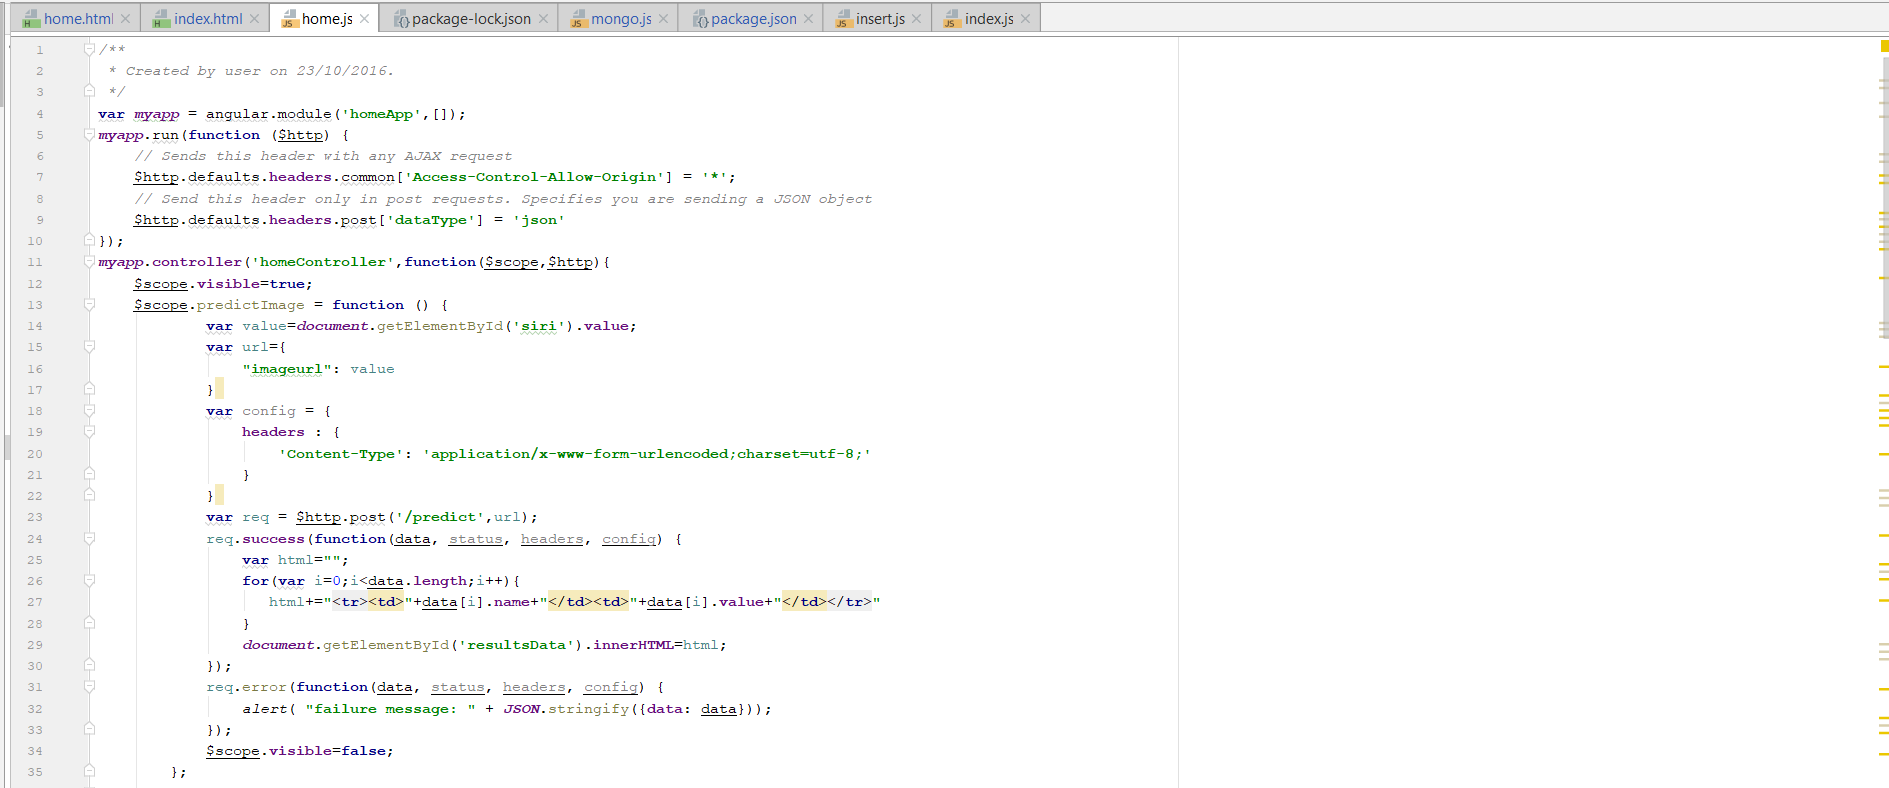 home.html index.html home.js package-lock.json mongo.js package.json insert.js index.js
1 /**
2 * Created by user on 23/10/2016.
3 */
4 var myapp = angular.module('homeApp',[]);
5 myapp.run(function ($http) {
6 // Sends this header with any AJAX request
7 $http.defaults.headers.common['Access-Control-Allow-Origin'] = '*';
8 // Send this header only in post requests. Specifies you are sending a JSON object
9 $http.defaults.headers.post['dataType'] = 'json'
10 });
11 myapp.controller('homeController',function($scope,$http){
12 $scope.visible=true;
13 $scope.predictImage = function () {
14 var value=document.getElementById('siri').value;
15 var url={
16 "imageurl": value
17 }
18 var config = {
19 headers : {
20 'Content-Type': 'application/x-www-form-urlencoded;charset=utf-8;'
21 }
22 }
23 var req = $http.post('/predict',url);
24 req.success(function(data, status, headers, config) {
25 var html="";
26 for(var i=0;i<data.length;i++){
27 html+="<tr><td>"+data[i].name+"</td><td>"+data[i].value+"</td></tr>"
28 }
29 document.getElementById('resultsData').innerHTML=html;
30 });
31 req.error(function(data, status, headers, config) {
32 alert( "failure message: " + JSON.stringify({data: data}));
33 });
34 $scope.visible=false;
35 };